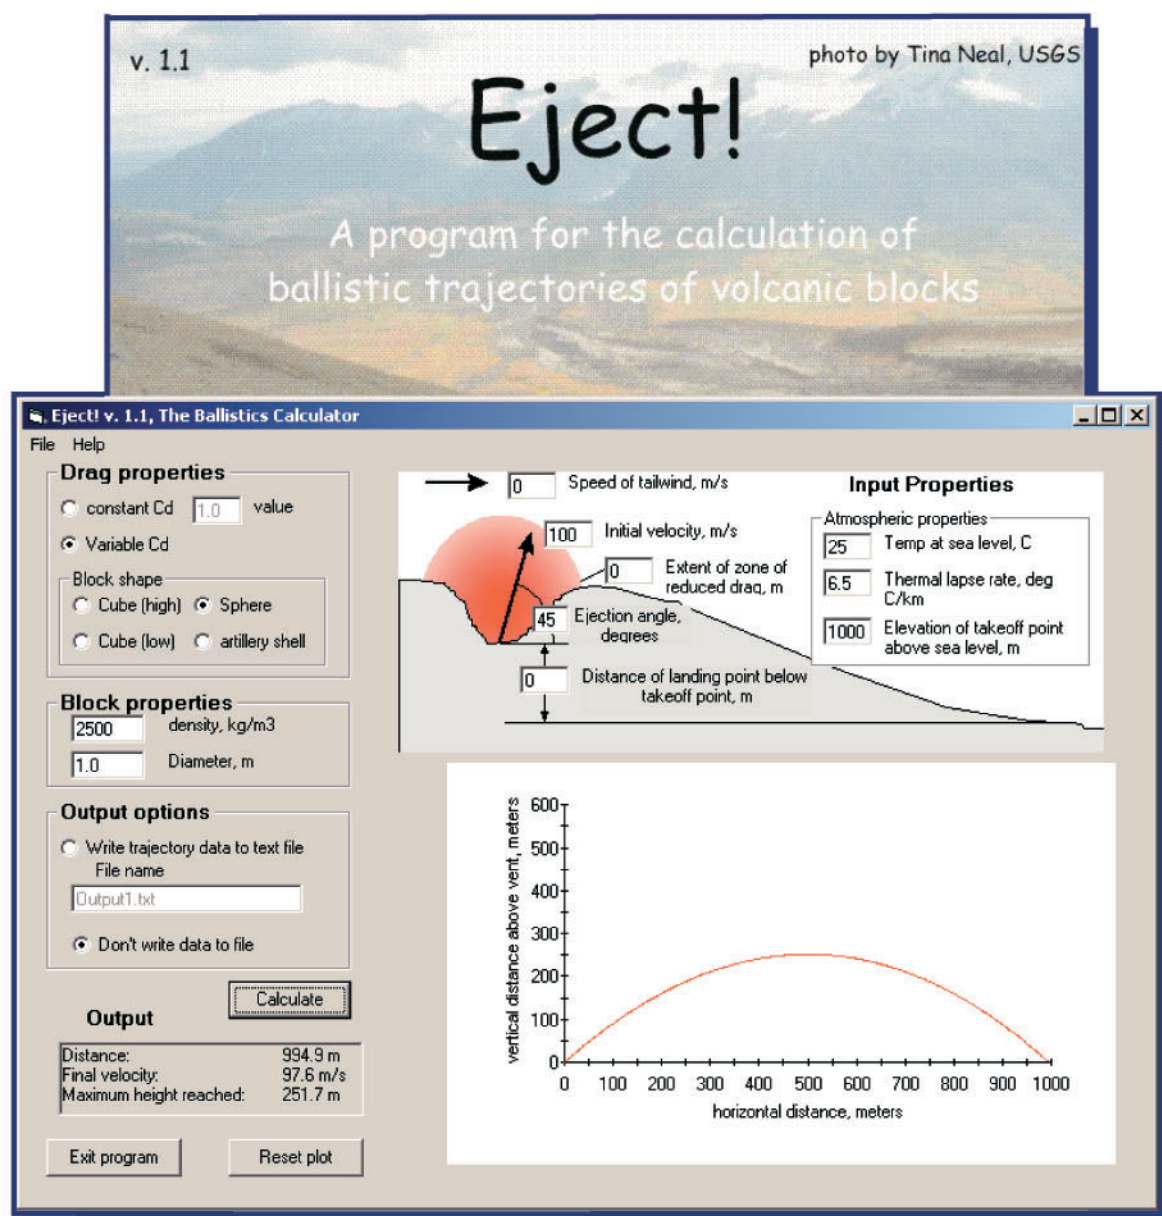 v. 1.1
photo by Tina Neal, USGS
Eject!
A program for the calculation of
ballistic trajectories of volcanic blocks
Eject! v. 1.1, The Ballistics Calculator
File Help
Drag properties
constant Cd 1.0 value
Variable Cd
Block shape
Cube (high) Sphere
Cube (low) artillery shell
Block properties
2500 density, kg/m3
1.0 Diameter, m
Output options
Write trajectory data to text file
File name
Output1.txt
Don't write data to file
Calculate
Output
Distance: 994.9 m
Final velocity: 97.6 m/s
Maximum height reached: 251.7 m
Exit program Reset plot
0 Speed of tailwind, m/s
100 Initial velocity, m/s
0 Extent of zone of
reduced drag, m
45 Ejection angle,
degrees
0 Distance of landing point below
takeoff point, m
Input Properties
Atmospheric properties
25 Temp at sea level, C
6.5 Thermal lapse rate, deg
C/km
1000 Elevation of takeoff point
above sea level, m
vertical distance above vent, meters
600
500
400
300
200
100
0
0 100 200 300 400 500 600 700 800 900 1000
horizontal distance, meters